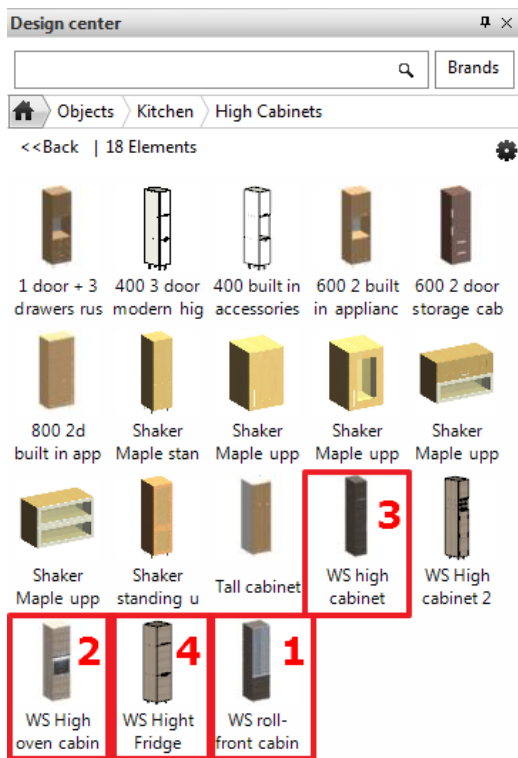 Design center
Brands
Objects Kitchen High Cabinets
<<Back | 18 Elements
1 door + 3 400 3 door 400 built in 600 2 built 600 2 door
drawers rus modern hig accessories in applianc storage cab
800 2d Shaker Shaker Shaker Shaker
built in app Maple stan Maple upp Maple upp Maple upp
3
Shaker Shaker Tall cabinet WS high WS High
Maple upp standing u cabinet cabinet 2
2 4 1
WS High WS Hight WS roll-
oven cabin Fridge front cabin